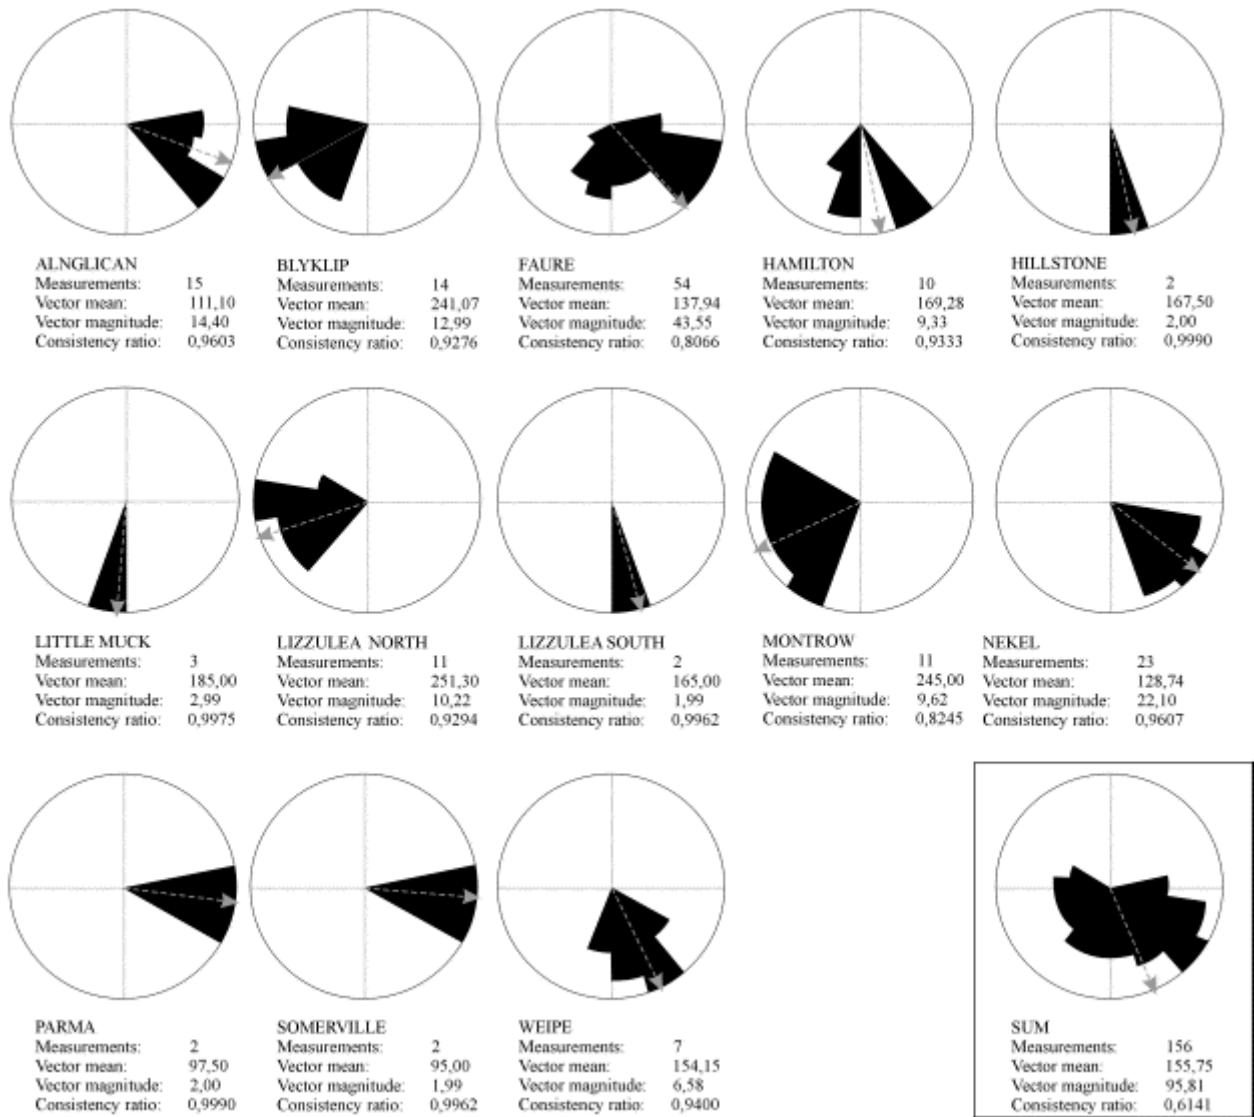 ALNGLICAN
Measurements: 15
Vector mean: 111,10
Vector magnitude: 14,40
Consistency ratio: 0,9603
BLYKLIP
Measurements: 14
Vector mean: 241,07
Vector magnitude: 12,99
Consistency ratio: 0,9276
FAURE
Measurements: 54
Vector mean: 137,94
Vector magnitude: 43,55
Consistency ratio: 0,8066
HAMILTON
Measurements: 10
Vector mean: 169,28
Vector magnitude: 9,33
Consistency ratio: 0,9333
HILLSTONE
Measurements: 2
Vector mean: 167,50
Vector magnitude: 2,00
Consistency ratio: 0,9990
LITTLE MUCK
Measurements: 3
Vector mean: 185,00
Vector magnitude: 2,99
Consistency ratio: 0,9975
LIZZULEA NORTH
Measurements: 11
Vector mean: 251,30
Vector magnitude: 10,22
Consistency ratio: 0,9294
LIZZULEA SOUTH
Measurements: 2
Vector mean: 165,00
Vector magnitude: 1,99
Consistency ratio: 0,9962
MONTROW
Measurements: 11
Vector mean: 245,00
Vector magnitude: 9,62
Consistency ratio: 0,8245
NEKEL
Measurements: 23
Vector mean: 128,74
Vector magnitude: 22,10
Consistency ratio: 0,9607
PARMA
Measurements: 2
Vector mean: 97,50
Vector magnitude: 2,00
Consistency ratio: 0,9990
SOMERVILLE
Measurements: 2
Vector mean: 95,00
Vector magnitude: 1,99
Consistency ratio: 0,9962
WEIPE
Measurements: 7
Vector mean: 154,15
Vector magnitude: 6,58
Consistency ratio: 0,9400
SUM
Measurements: 156
Vector mean: 155,75
Vector magnitude: 95,81
Consistency ratio: 0,6141